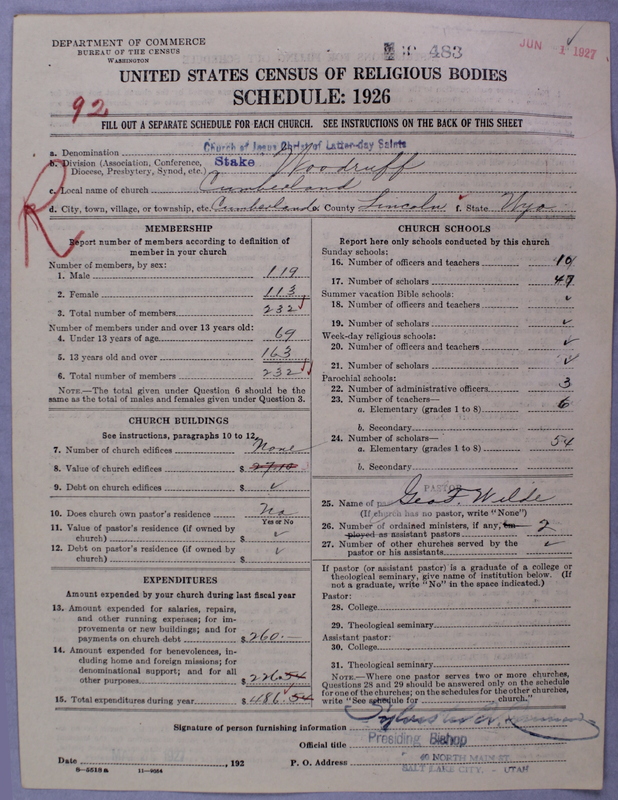 DEPARTMENT OF COMMERCE
BUREAU OF THE CENSUS
WASHINGTON
483
JUN 1 1927
UNITED STATES CENSUS OF RELIGIOUS BODIES
SCHEDULE: 1926
92
FILL OUT A SEPARATE SCHEDULE FOR EACH CHURCH. SEE INSTRUCTIONS ON THE BACK OF THIS SHEET
R
a. Denomination Church of Jesus Christ of Latter-day Saints
b. Division (Association, Conference, Diocese, Presbytery, Synod, etc.) Stake Woodruff
c. Local name of church Cumberland
d. City, town, village, or township, etc. Cumberland e. County Lincoln f. State Wyo
MEMBERSHIP
Report number of members according to definition of
member in your church
Number of members, by sex:
1. Male 119
2. Female 113
3. Total number of members 232
Number of members under and over 13 years old:
4. Under 13 years of age 69
5. 13 years old and over 163
6. Total number of members 232
NOTE.—The total given under Question 6 should be
same as the total of males and females given under Question 3.
CHURCH BUILDINGS
See instructions, paragraphs 10 to 12
7. Number of church edifices None
8. Value of church edifices $
9. Debt on church edifices $ ✓
10. Does church own pastor's residence No
Yes or No
11. Value of pastor's residence (if owned by
church) $ ✓
12. Debt on pastor's residence (if owned by
church) $ ✓
EXPENDITURES
Amount expended by your church during last fiscal year
13. Amount expended for salaries, repairs,
and other running expenses; for im-
provements or new buildings; and for
payments on church debt $ 260.—
14. Amount expended for benevolences, in-
cluding home and foreign missions; for
denominational support; and for all
other purposes $ 226.54
15. Total expenditures during year $ 486.54
CHURCH SCHOOLS
Report here only schools conducted by this church
Sunday schools:
16. Number of officers and teachers 10
17. Number of scholars 47
Summer vacation Bible schools:
18. Number of officers and teachers ✓
19. Number of scholars ✓
Week-day religious schools:
20. Number of officers and teachers ✓
21. Number of scholars ✓
Parochial schools:
22. Number of administrative officers 3
23. Number of teachers—
a. Elementary (grades 1 to 8) 6
b. Secondary
24. Number of scholars—
a. Elementary (grades 1 to 8) 54
b. Secondary
PASTOR
25. Name of Geo F Wilde
(If church has no pastor, write "None")
26. Number of ordained ministers, if any, em-
ployed as assistant pastors 2
27. Number of other churches served by the
pastor or his assistants ✓
If pastor (or assistant pastor) is a graduate of a college or
theological seminary, give name of institution below. (If
not a graduate, write "No" in the space indicated.)
Pastor:
28. College
29. Theological seminary
Assistant pastor:
30. College
31. Theological seminary
NOTE.—Where one pastor serves two or more churches,
Questions 28 and 29 should be answered only on the schedule
for one of the churches; on the schedules for the other churches,
write "See schedule for church."
Signature of person furnishing information
Official title Presiding Bishop
Date , 192 P. O. Address 40 NORTH MAIN ST.
SALT LAKE CITY, - UTAH
8—5518a 11—9564